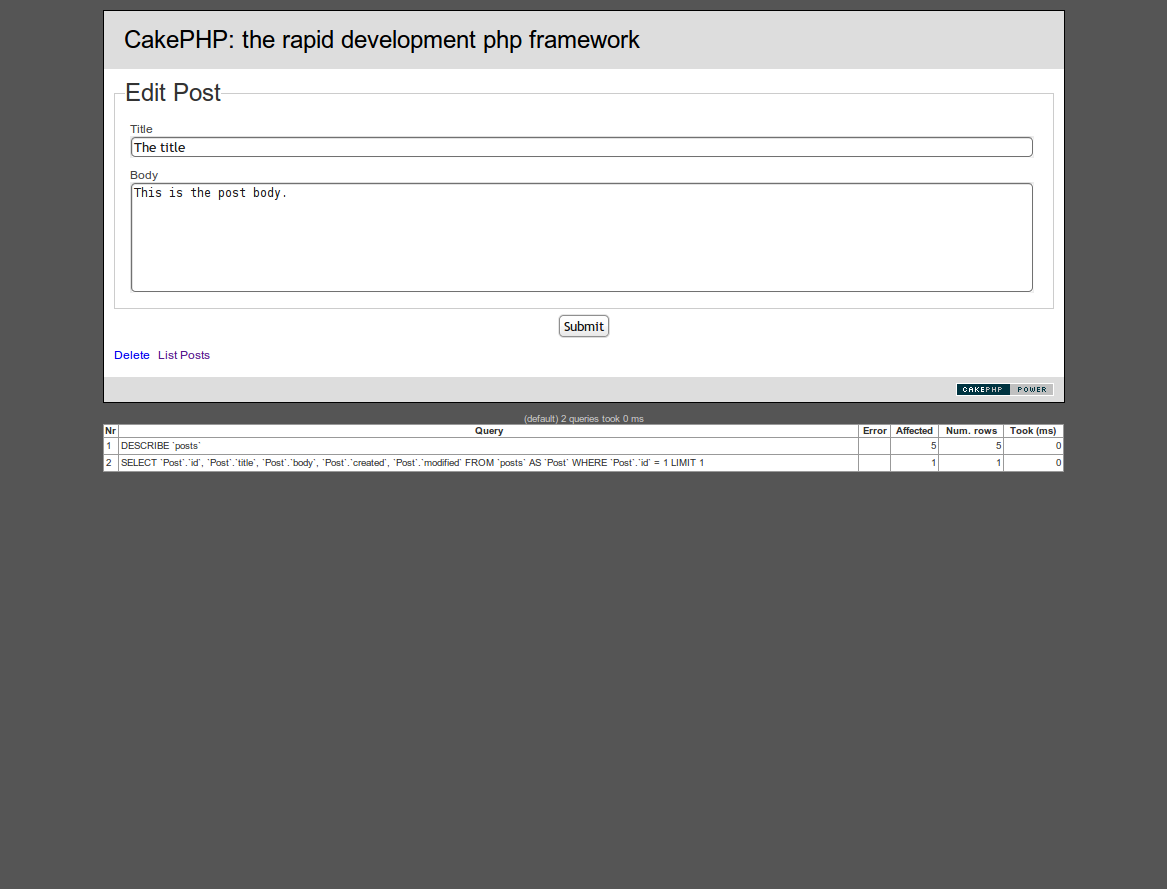 CakePHP: the rapid development php framework
Edit Post
Title
The title
Body
This is the post body.
Submit
Delete List Posts
CAKEPHP POWER
(default) 2 queries took 0 ms
Nr Query Error Affected Num. rows Took (ms)
1 DESCRIBE `posts` 5 5 0
2 SELECT `Post`.`id`, `Post`.`title`, `Post`.`body`, `Post`.`created`, `Post`.`modified` FROM `posts` AS `Post` WHERE `Post`.`id` = 1 LIMIT 1 1 1 0